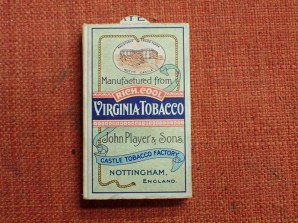 Manufactured from
RICH, COOL
VIRGINIA TOBACCO
John Player & Sons
CASTLE TOBACCO FACTORY
NOTTINGHAM,
ENGLAND.